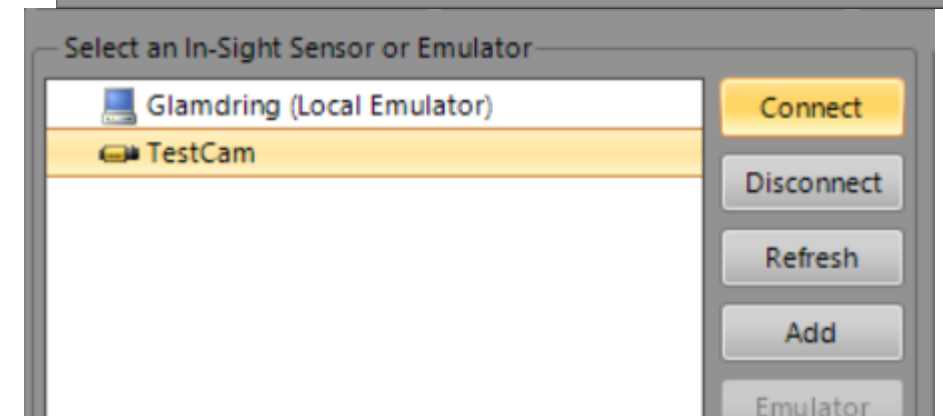 Select an In-Sight Sensor or Emulator
Glamdring (Local Emulator)
Connect
TestCam
Disconnect
Refresh
Add
Emulator